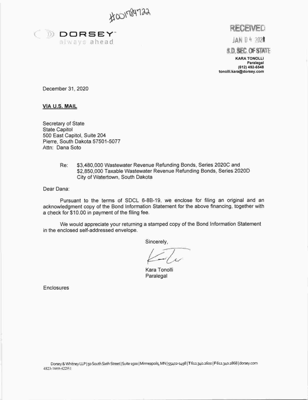 #00189722
DORSEY
always ahead
RECEIVED
JAN 04 2021
S.D. SEC. OF STATE
KARA TONOLLI
Paralegal
(612) 492-6946
tonolli.kara@dorsey.com
December 31, 2020
VIA U.S. MAIL
Secretary of State
State Capitol
500 East Capitol, Suite 204
Pierre, South Dakota 57501-5077
Attn: Dana Soto
Re: $3,480,000 Wastewater Revenue Refunding Bonds, Series 2020C and
$2,850,000 Taxable Wastewater Revenue Refunding Bonds, Series 2020D
City of Watertown, South Dakota
Dear Dana:
Pursuant to the terms of SDCL 6-8B-19, we enclose for filing an original and an
acknowledgment copy of the Bond Information Statement for the above financing, together with
a check for $10.00 in payment of the filing fee.
We would appreciate your returning a stamped copy of the Bond Information Statement
in the enclosed self-addressed envelope.
Sincerely,
Kara Tonolli
Paralegal
Enclosures
Dorsey & Whitney LLP | 50 South Sixth Street | Suite 1500 | Minneapolis, MN | 55402-1498 | T 612.340.2600 | F 612.340.2868 | dorsey.com